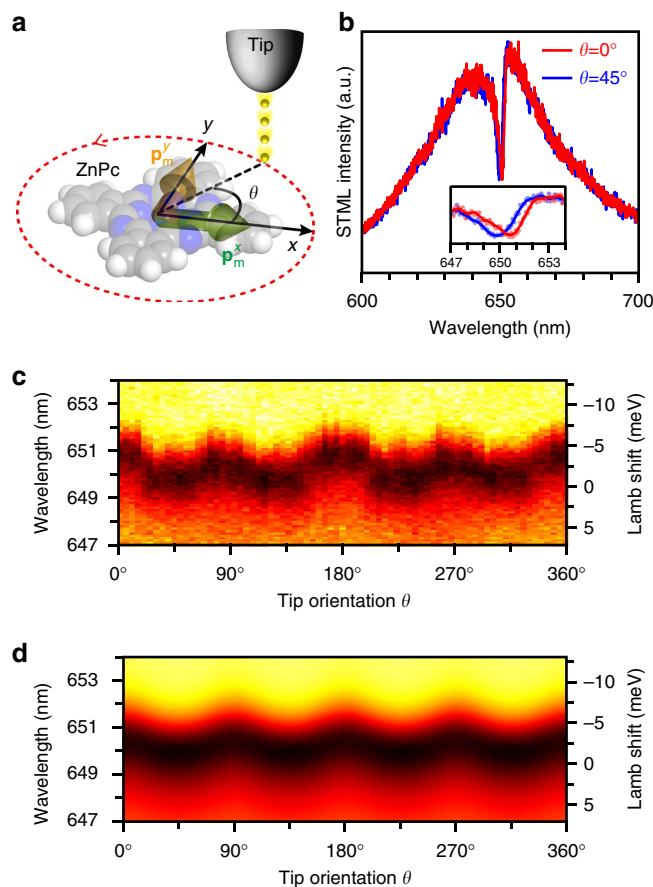 a
Tip
ZnPc
p_m^y
y
θ
x
p_m^x
b
STML intensity (a.u.)
θ=0°
θ=45°
647 650 653
600 650 700
Wavelength (nm)
c
Wavelength (nm)
653
651
649
647
–10
–5
0
5
Lamb shift (meV)
0° 90° 180° 270° 360°
Tip orientation θ
d
Wavelength (nm)
653
651
649
647
–10
–5
0
5
Lamb shift (meV)
0° 90° 180° 270° 360°
Tip orientation θ